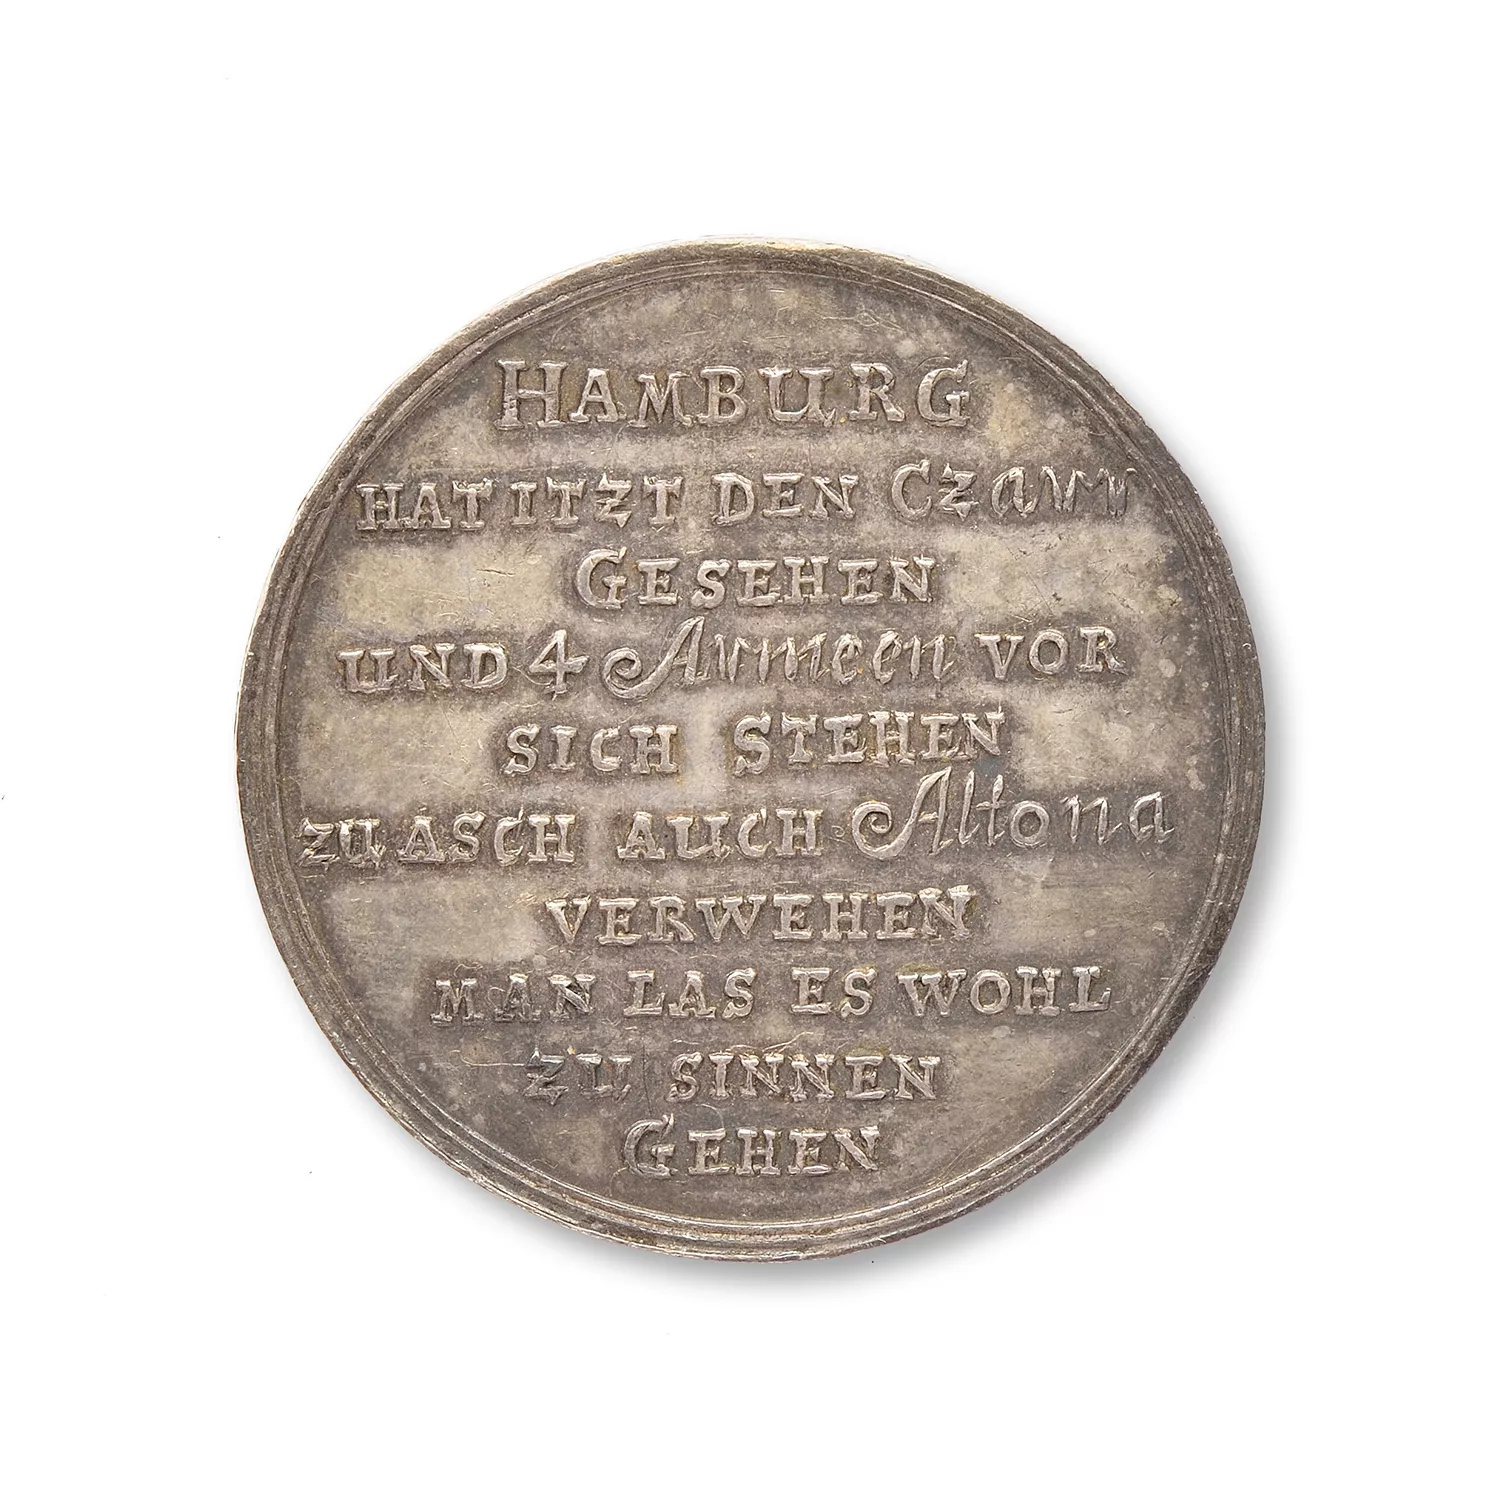 HAMBURG
HAT ITZT DEN Czaarr
GESEHEN
UND 4 Armeen VOR
SICH STEHEN
ZU ASCH AUCH Altona
VERWEHEN
MAN LAS ES WOHL
ZU SINNEN
GEHEN